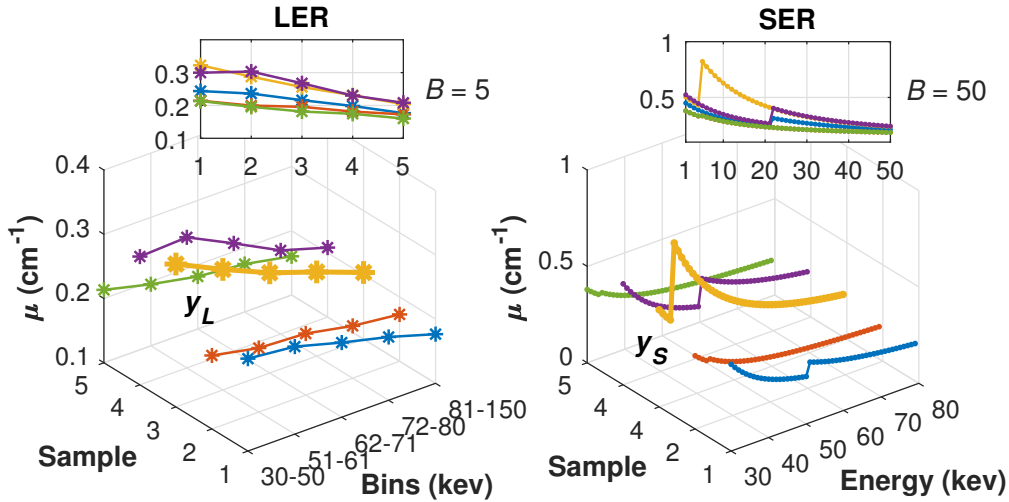 LER
0.3
0.2
0.1
1 2 3 4 5
B = 5
0.4
0.3
0.2
0.1
μ (cm⁻¹)
y_L
5
4
3
2
1
Sample
30-50
51-61
62-71
72-80
81-150
Bins (kev)
SER
1
0.5
1 10 20 30 40 50
B = 50
1
0.5
0
μ (cm⁻¹)
y_S
5
4
3
2
1
Sample
30
40
50
60
70
80
Energy (kev)